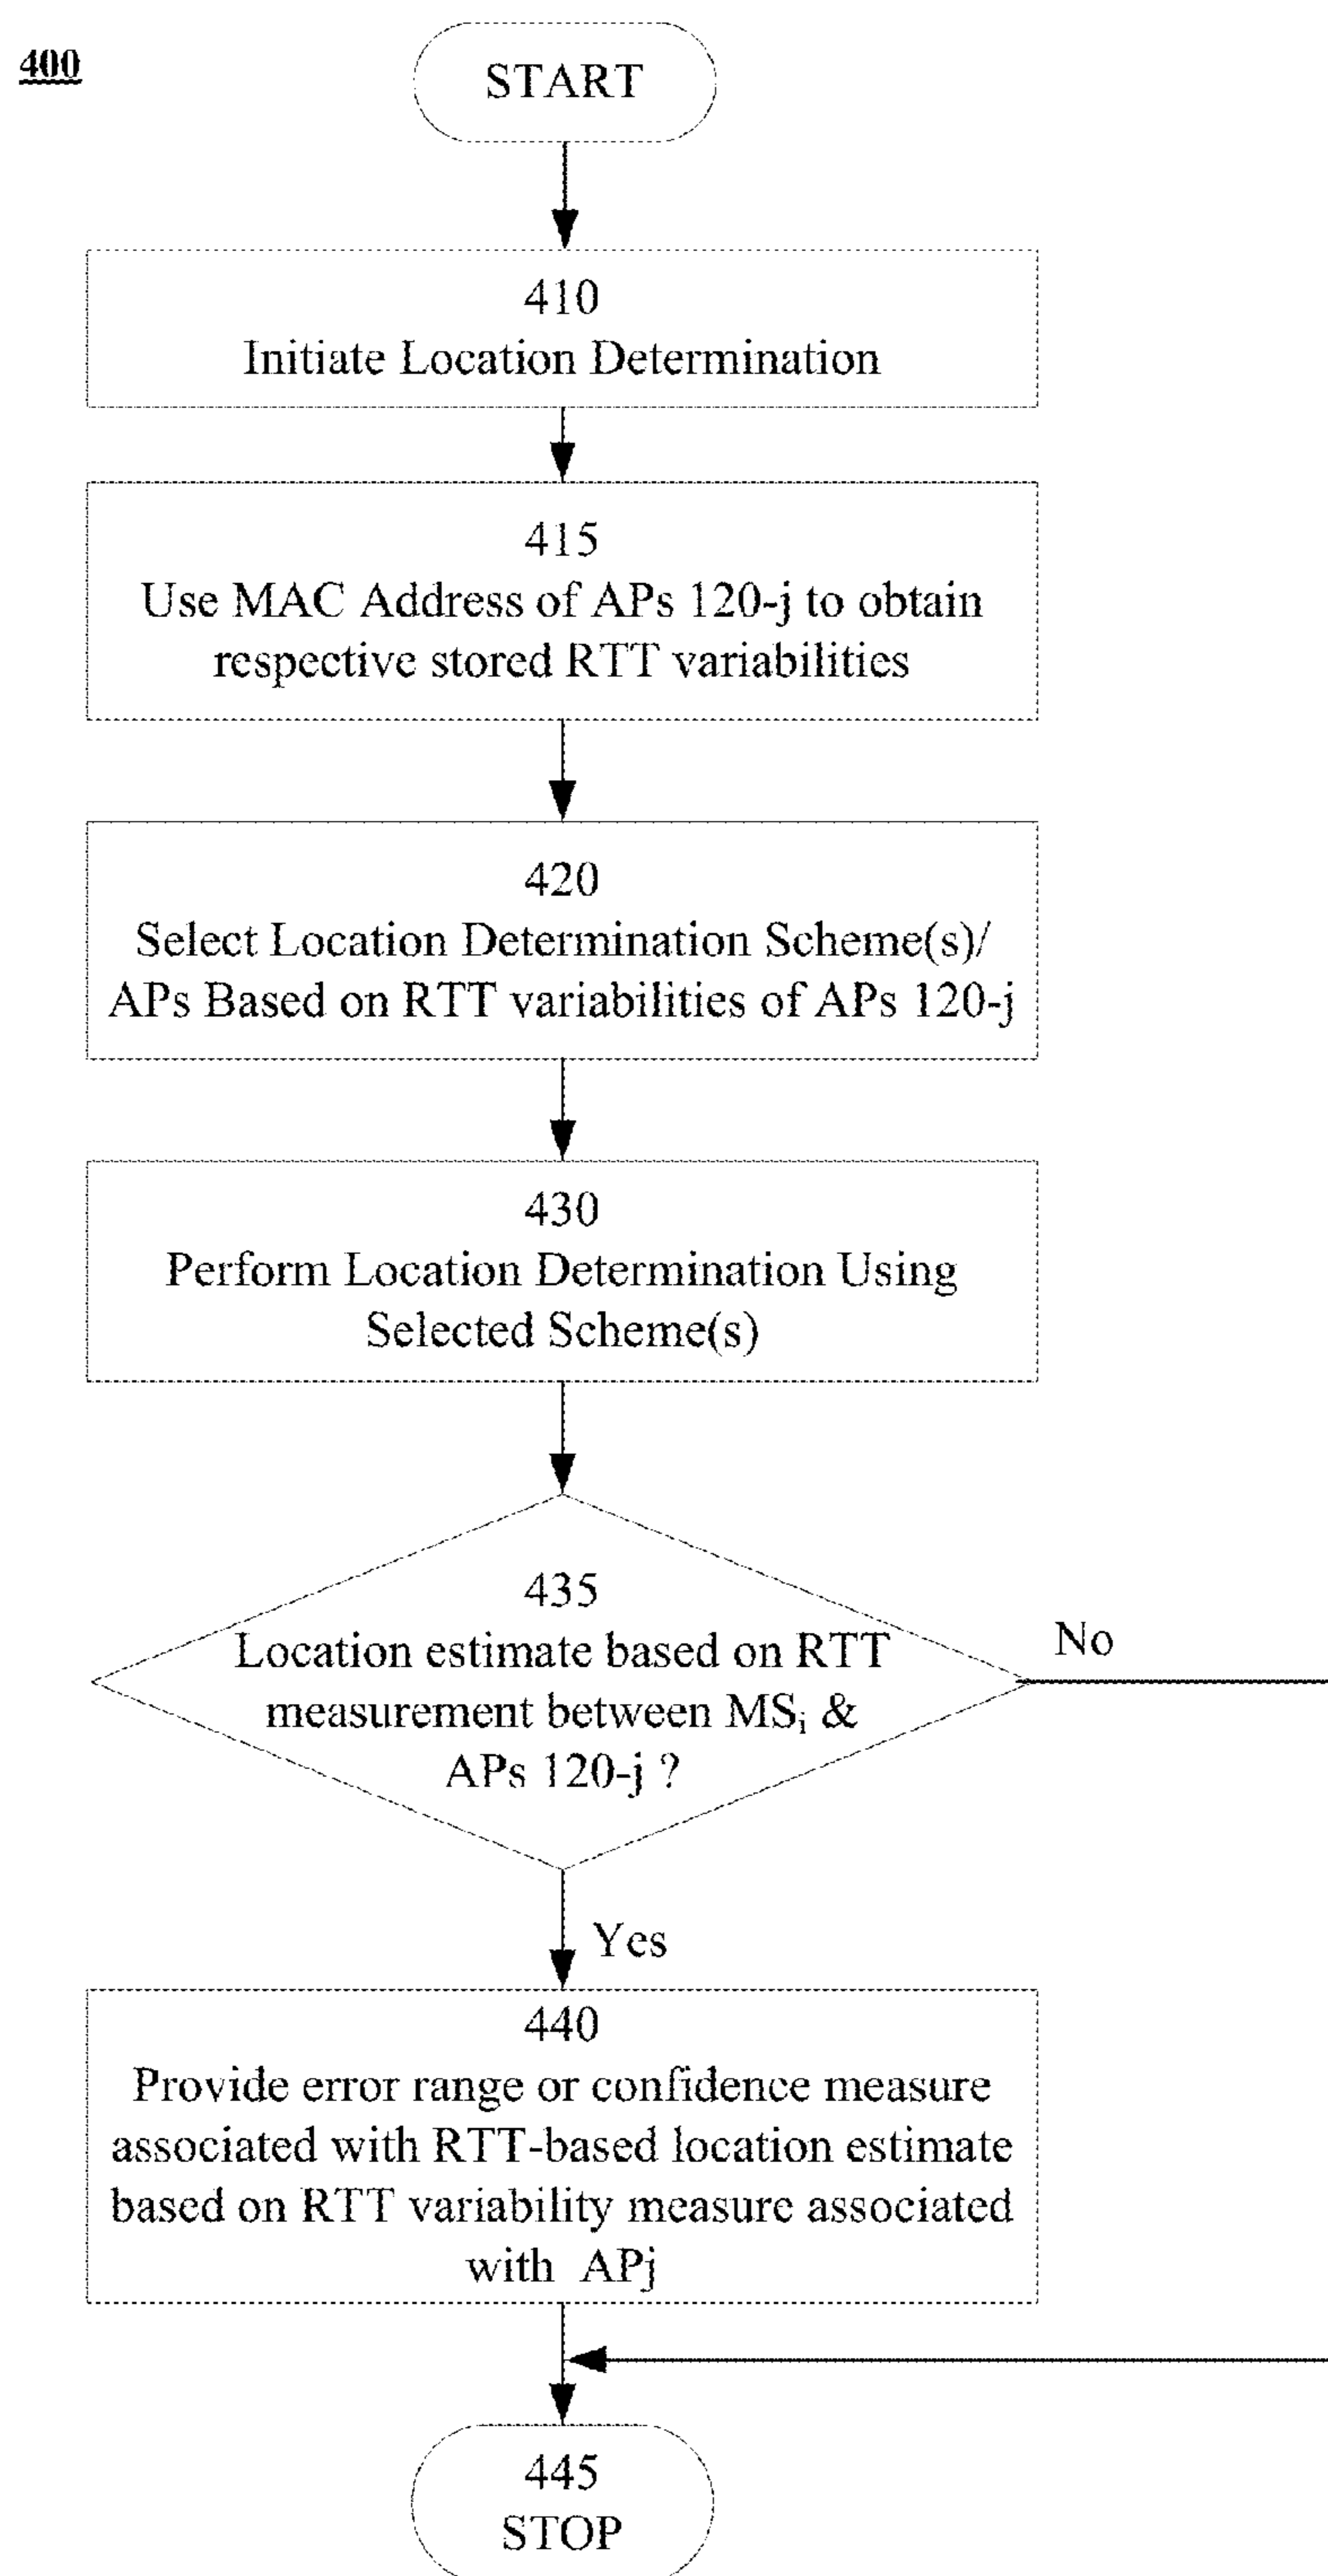 400
START
410
Initiate Location Determination
415
Use MAC Address of APs 120-j to obtain
respective stored RTT variabilities
420
Select Location Determination Scheme(s)/
APs Based on RTT variabilities of APs 120-j
430
Perform Location Determination Using
Selected Scheme(s)
435
Location estimate based on RTT
measurement between MSi &
APs 120-j ?
No
Yes
440
Provide error range or confidence measure
associated with RTT-based location estimate
based on RTT variability measure associated
with APj
445
STOP